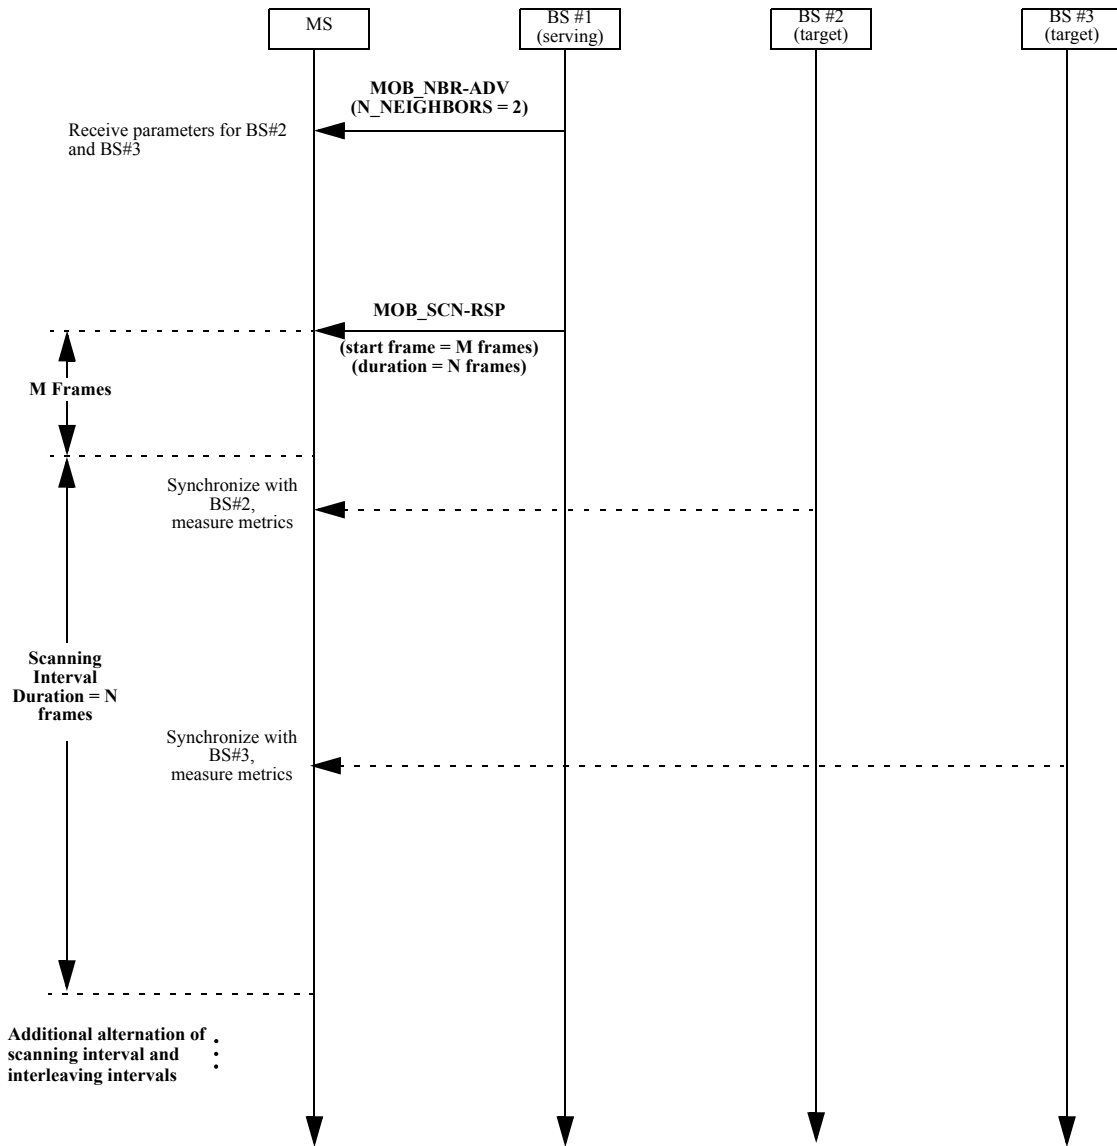 MS
BS #1
(serving)
BS #2
(target)
BS #3
(target)
MOB_NBR-ADV
(N_NEIGHBORS = 2)
Receive parameters for BS#2
and BS#3
MOB_SCN-RSP
(start frame = M frames)
(duration = N frames)
M Frames
Synchronize with
BS#2,
measure metrics
Scanning
Interval
Duration = N
frames
Synchronize with
BS#3,
measure metrics
Additional alternation of
scanning interval and
interleaving intervals